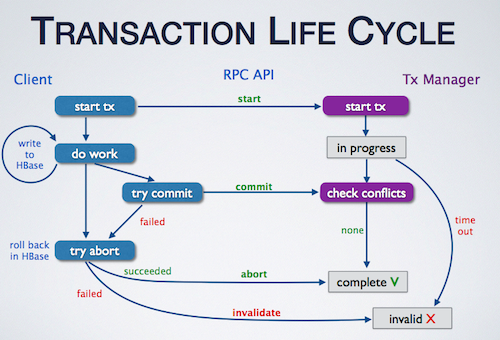 TRANSACTION LIFE CYCLE
Client
RPC API
Tx Manager
start tx
start
start tx
write
to
HBase
do work
in progress
try commit
commit
check conflicts
failed
none
time
out
roll back
in HBase
try abort
succeeded
abort
complete V
failed
invalidate
invalid X